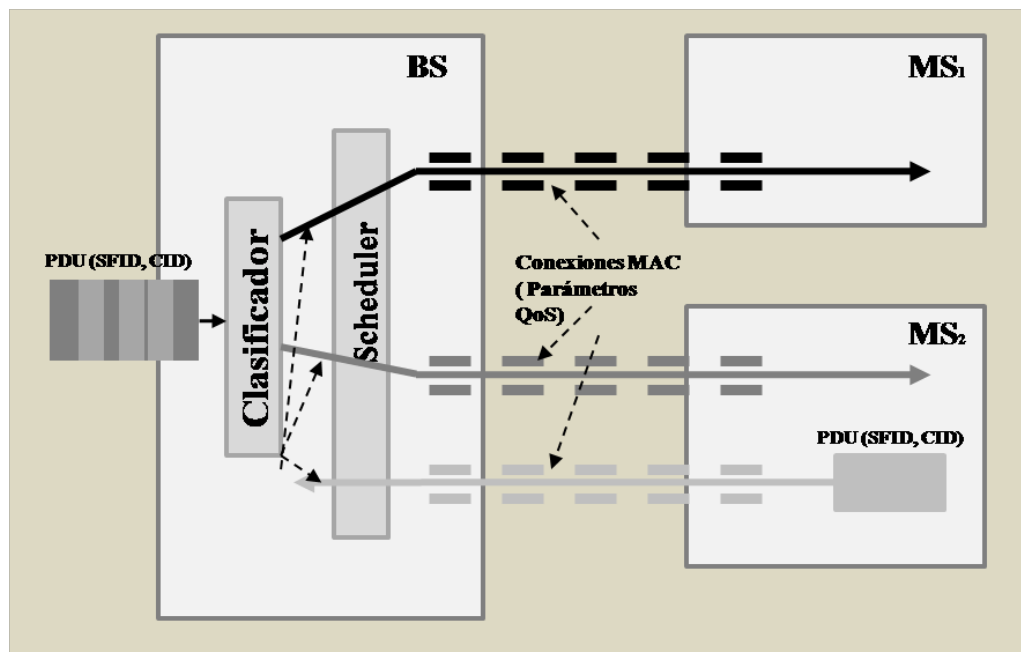 BS
MS₁
PDU (SFID, CID)
Clasificador
Scheduler
Conexiones MAC
( Parámetros
QoS)
MS₂
PDU (SFID, CID)